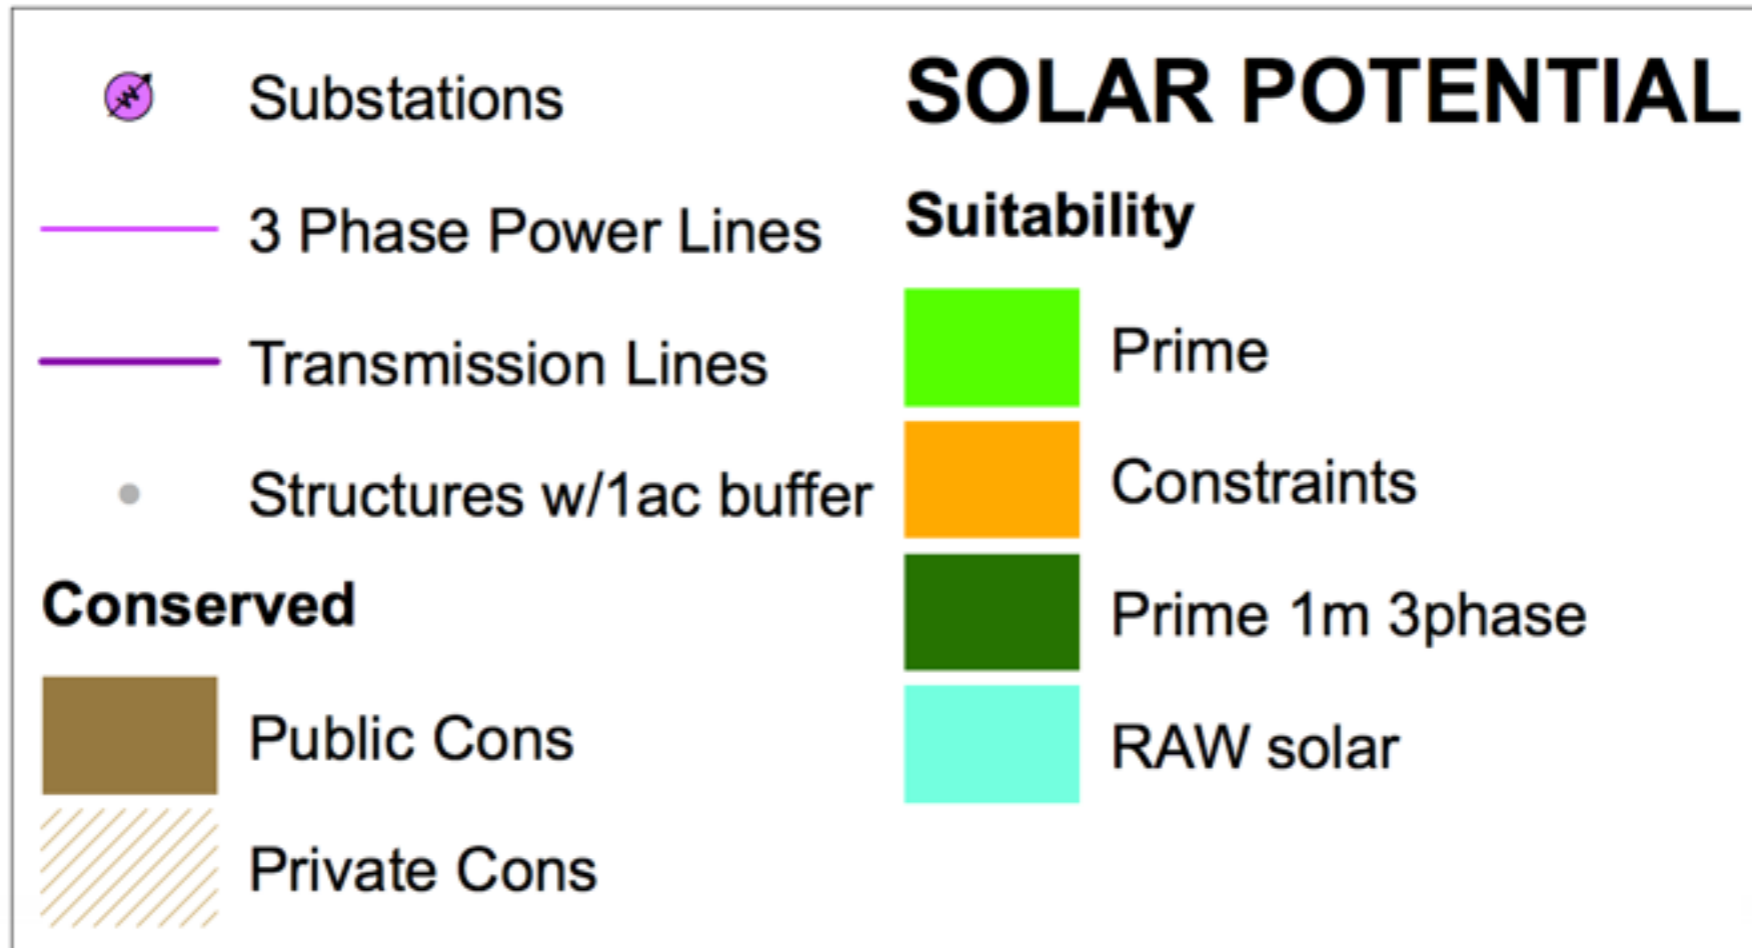 Substations
3 Phase Power Lines
Transmission Lines
Structures w/1ac buffer
Conserved
Public Cons
Private Cons
SOLAR POTENTIAL
Suitability
Prime
Constraints
Prime 1m 3phase
RAW solar